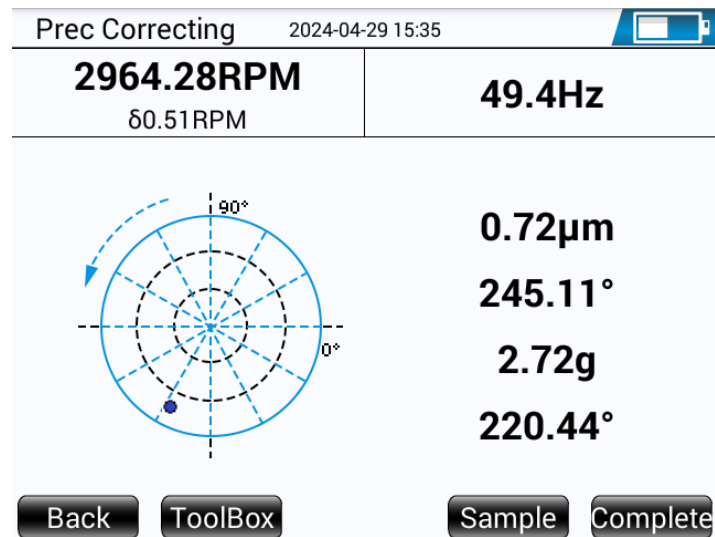 Prec Correcting 2024-04-29 15:35
2964.28RPM
δ0.51RPM
49.4Hz
90°
0°
0.72µm
245.11°
2.72g
220.44°
Back ToolBox Sample Complete